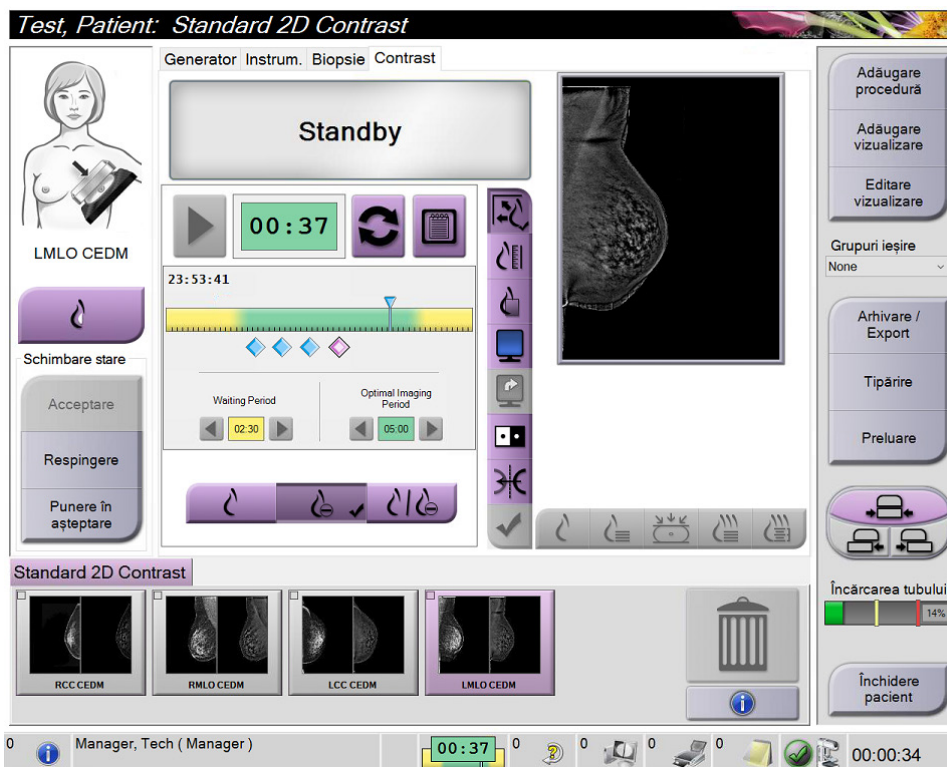 Test, Patient: Standard 2D Contrast
Generator Instrum. Biopsie Contrast
Standby
LMLO CEDM
00:37
23:53:41
Waiting Period
Optimal Imaging
Period
02:30
05:00
Schimbare stare
Acceptare
Respingere
Punere în
așteptare
Adăugare
procedură
Adăugare
vizualizare
Editare
vizualizare
Grupuri ieșire
None
Arhivare /
Export
Tipărire
Preluare
Încărcarea tubului
14%
Închidere
pacient
Standard 2D Contrast
RCC CEDM
RMLO CEDM
LCC CEDM
LMLO CEDM
0
Manager, Tech ( Manager )
00:37
0
0
0
0
00:00:34